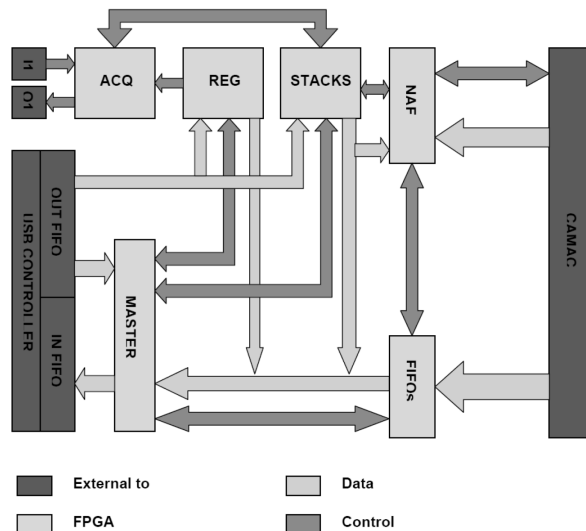 I1
O1
ACQ
REG
STACKS
NAF
CAMAC
USB CONTROLLER
OUT FIFO
IN FIFO
MASTER
FIFOs
External to
Data
FPGA
Control